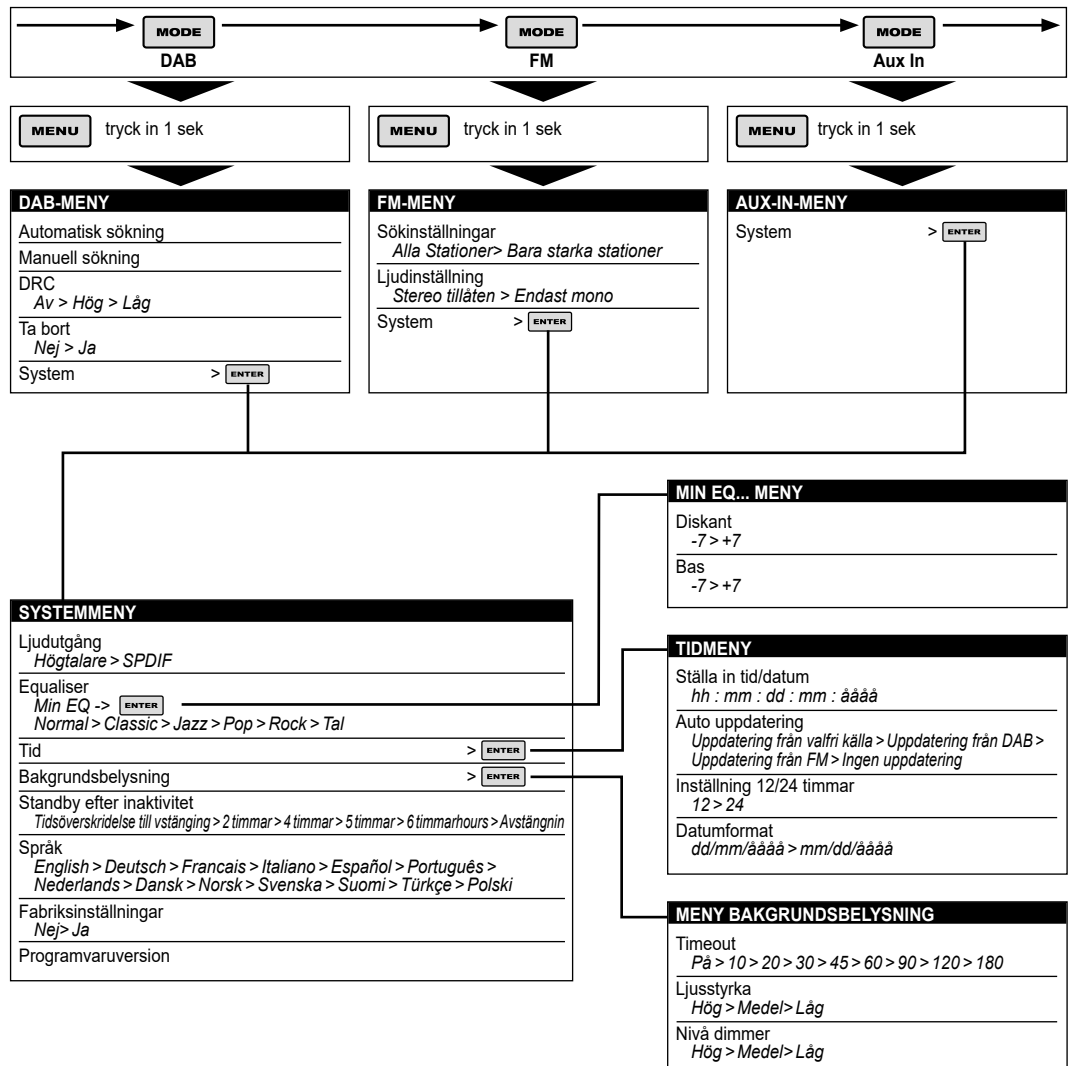 MODE
DAB
MODE
FM
MODE
Aux In
MENU tryck in 1 sek
MENU tryck in 1 sek
MENU tryck in 1 sek
DAB-MENY
Automatisk sökning
Manuell sökning
DRC
Av > Hög > Låg
Ta bort
Nej > Ja
System > ENTER
FM-MENY
Sökinställningar
Alla Stationer> Bara starka stationer
Ljudinställning
Stereo tillåten > Endast mono
System > ENTER
AUX-IN-MENY
System > ENTER
MIN EQ... MENY
Diskant
-7 > +7
Bas
-7 > +7
SYSTEMMENY
Ljudutgång
Högtalare > SPDIF
Equaliser
Min EQ -> ENTER
Normal > Classic > Jazz > Pop > Rock > Tal
Tid > ENTER
Bakgrundsbelysning > ENTER
Standby efter inaktivitet
Tidsöverskridelse till vstänging > 2 timmar > 4 timmar > 5 timmar > 6 timmarhours > Avstängnin
Språk
English > Deutsch > Francais > Italiano > Español > Português >
Nederlands > Dansk > Norsk > Svenska > Suomi > Türkçe > Polski
Fabriksinställningar
Nej> Ja
Programvaruversion
TIDMENY
Ställa in tid/datum
hh : mm : dd : mm : åååå
Auto uppdatering
Uppdatering från valfri källa > Uppdatering från DAB >
Uppdatering från FM > Ingen uppdatering
Inställning 12/24 timmar
12 > 24
Datumformat
dd/mm/åååå > mm/dd/åååå
MENY BAKGRUNDSBELYSNING
Timeout
På > 10 > 20 > 30 > 45 > 60 > 90 > 120 > 180
Ljusstyrka
Hög > Medel> Låg
Nivå dimmer
Hög > Medel> Låg